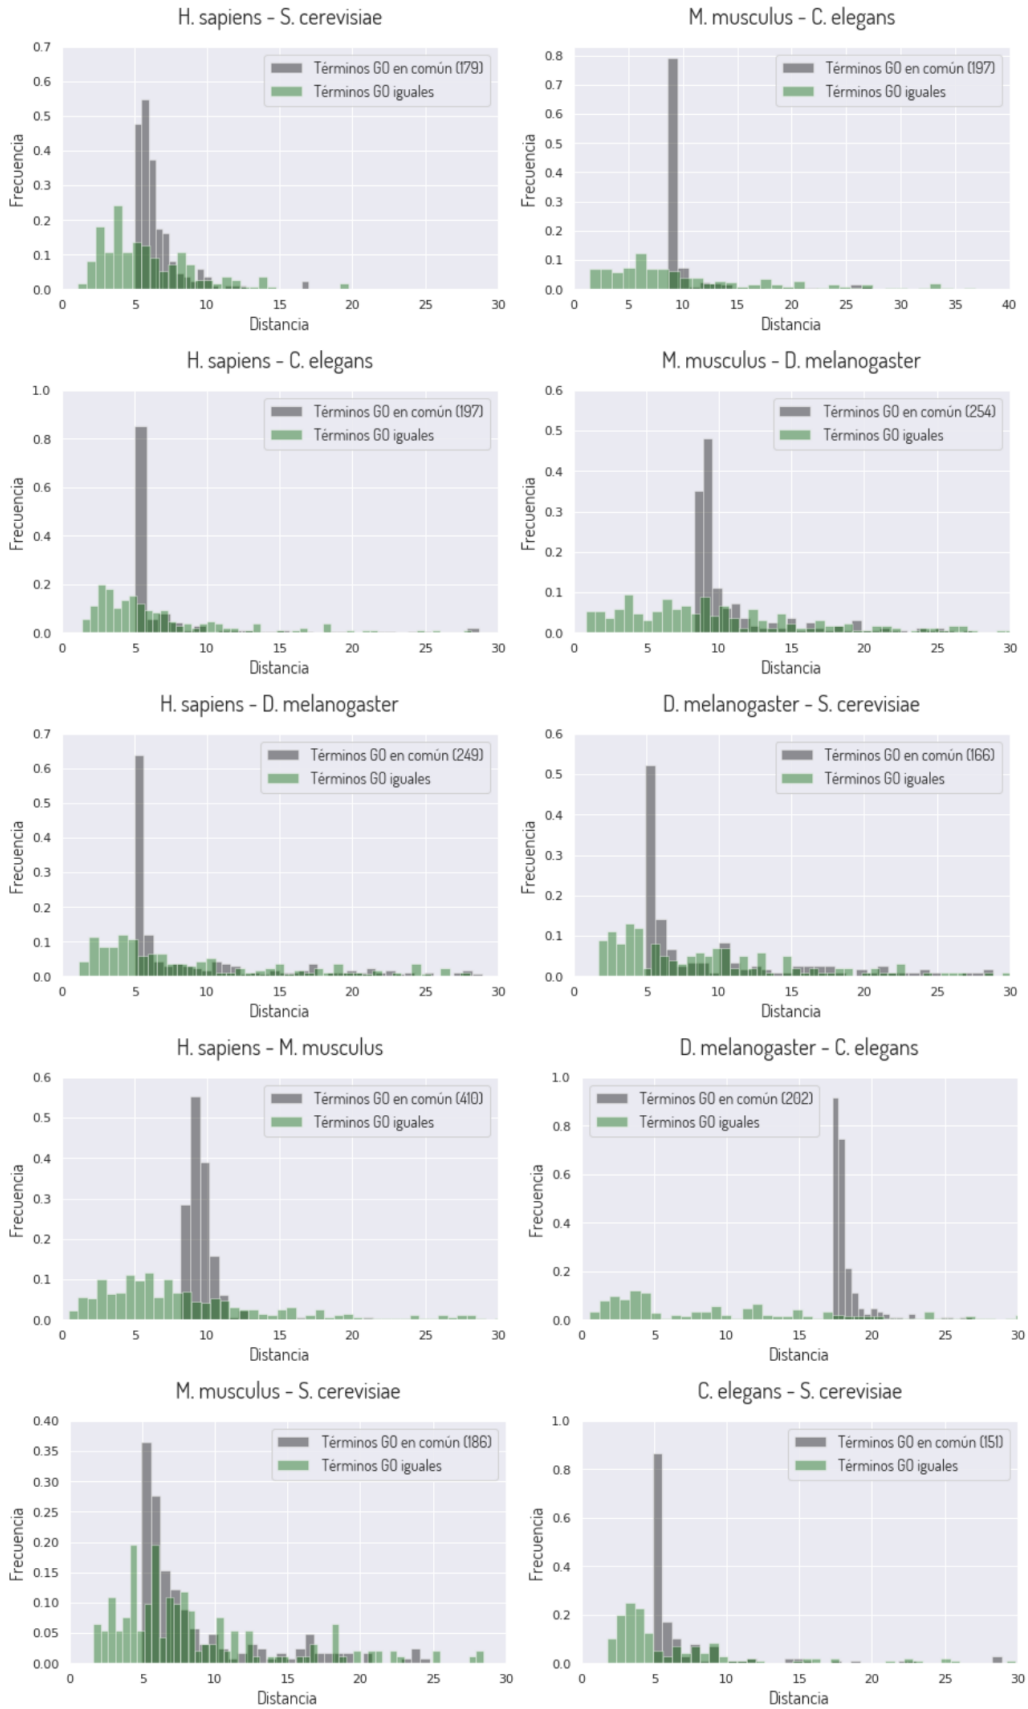 H. sapiens - S. cerevisiae
0.7
0.6
0.5
0.4
0.3
0.2
0.1
0.0
Frecuencia
Términos GO en común (179)
Términos GO iguales
0 5 10 15 20 25 30
Distancia
M. musculus - C. elegans
0.8
0.7
0.6
0.5
0.4
0.3
0.2
0.1
0.0
Frecuencia
Términos GO en común (197)
Términos GO iguales
0 5 10 15 20 25 30 35 40
Distancia
H. sapiens - C. elegans
1.0
0.8
0.6
0.4
0.2
0.0
Frecuencia
Términos GO en común (197)
Términos GO iguales
0 5 10 15 20 25 30
Distancia
M. musculus - D. melanogaster
0.6
0.5
0.4
0.3
0.2
0.1
0.0
Frecuencia
Términos GO en común (254)
Términos GO iguales
0 5 10 15 20 25 30
Distancia
H. sapiens - D. melanogaster
0.7
0.6
0.5
0.4
0.3
0.2
0.1
0.0
Frecuencia
Términos GO en común (249)
Términos GO iguales
0 5 10 15 20 25 30
Distancia
D. melanogaster - S. cerevisiae
0.6
0.5
0.4
0.3
0.2
0.1
0.0
Frecuencia
Términos GO en común (166)
Términos GO iguales
0 5 10 15 20 25 30
Distancia
H. sapiens - M. musculus
0.6
0.5
0.4
0.3
0.2
0.1
0.0
Frecuencia
Términos GO en común (410)
Términos GO iguales
0 5 10 15 20 25 30
Distancia
D. melanogaster - C. elegans
1.0
0.8
0.6
0.4
0.2
0.0
Frecuencia
Términos GO en común (202)
Términos GO iguales
0 5 10 15 20 25 30
Distancia
M. musculus - S. cerevisiae
0.40
0.35
0.30
0.25
0.20
0.15
0.10
0.05
0.00
Frecuencia
Términos GO en común (186)
Términos GO iguales
0 5 10 15 20 25 30
Distancia
C. elegans - S. cerevisiae
1.0
0.8
0.6
0.4
0.2
0.0
Frecuencia
Términos GO en común (151)
Términos GO iguales
0 5 10 15 20 25 30
Distancia